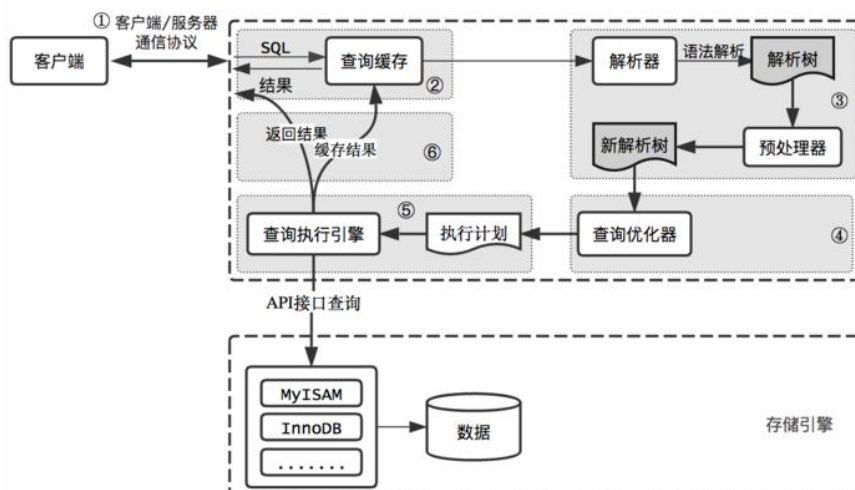 ① 客户端/服务器
通信协议
客户端
SQL
结果
查询缓存
②
解析器
语法解析
解析树
③
预处理器
新解析树
返回结果
缓存结果
⑥
查询执行引擎
⑤
执行计划
查询优化器
④
API接口查询
MyISAM
InnoDB
.......
数据
存储引擎